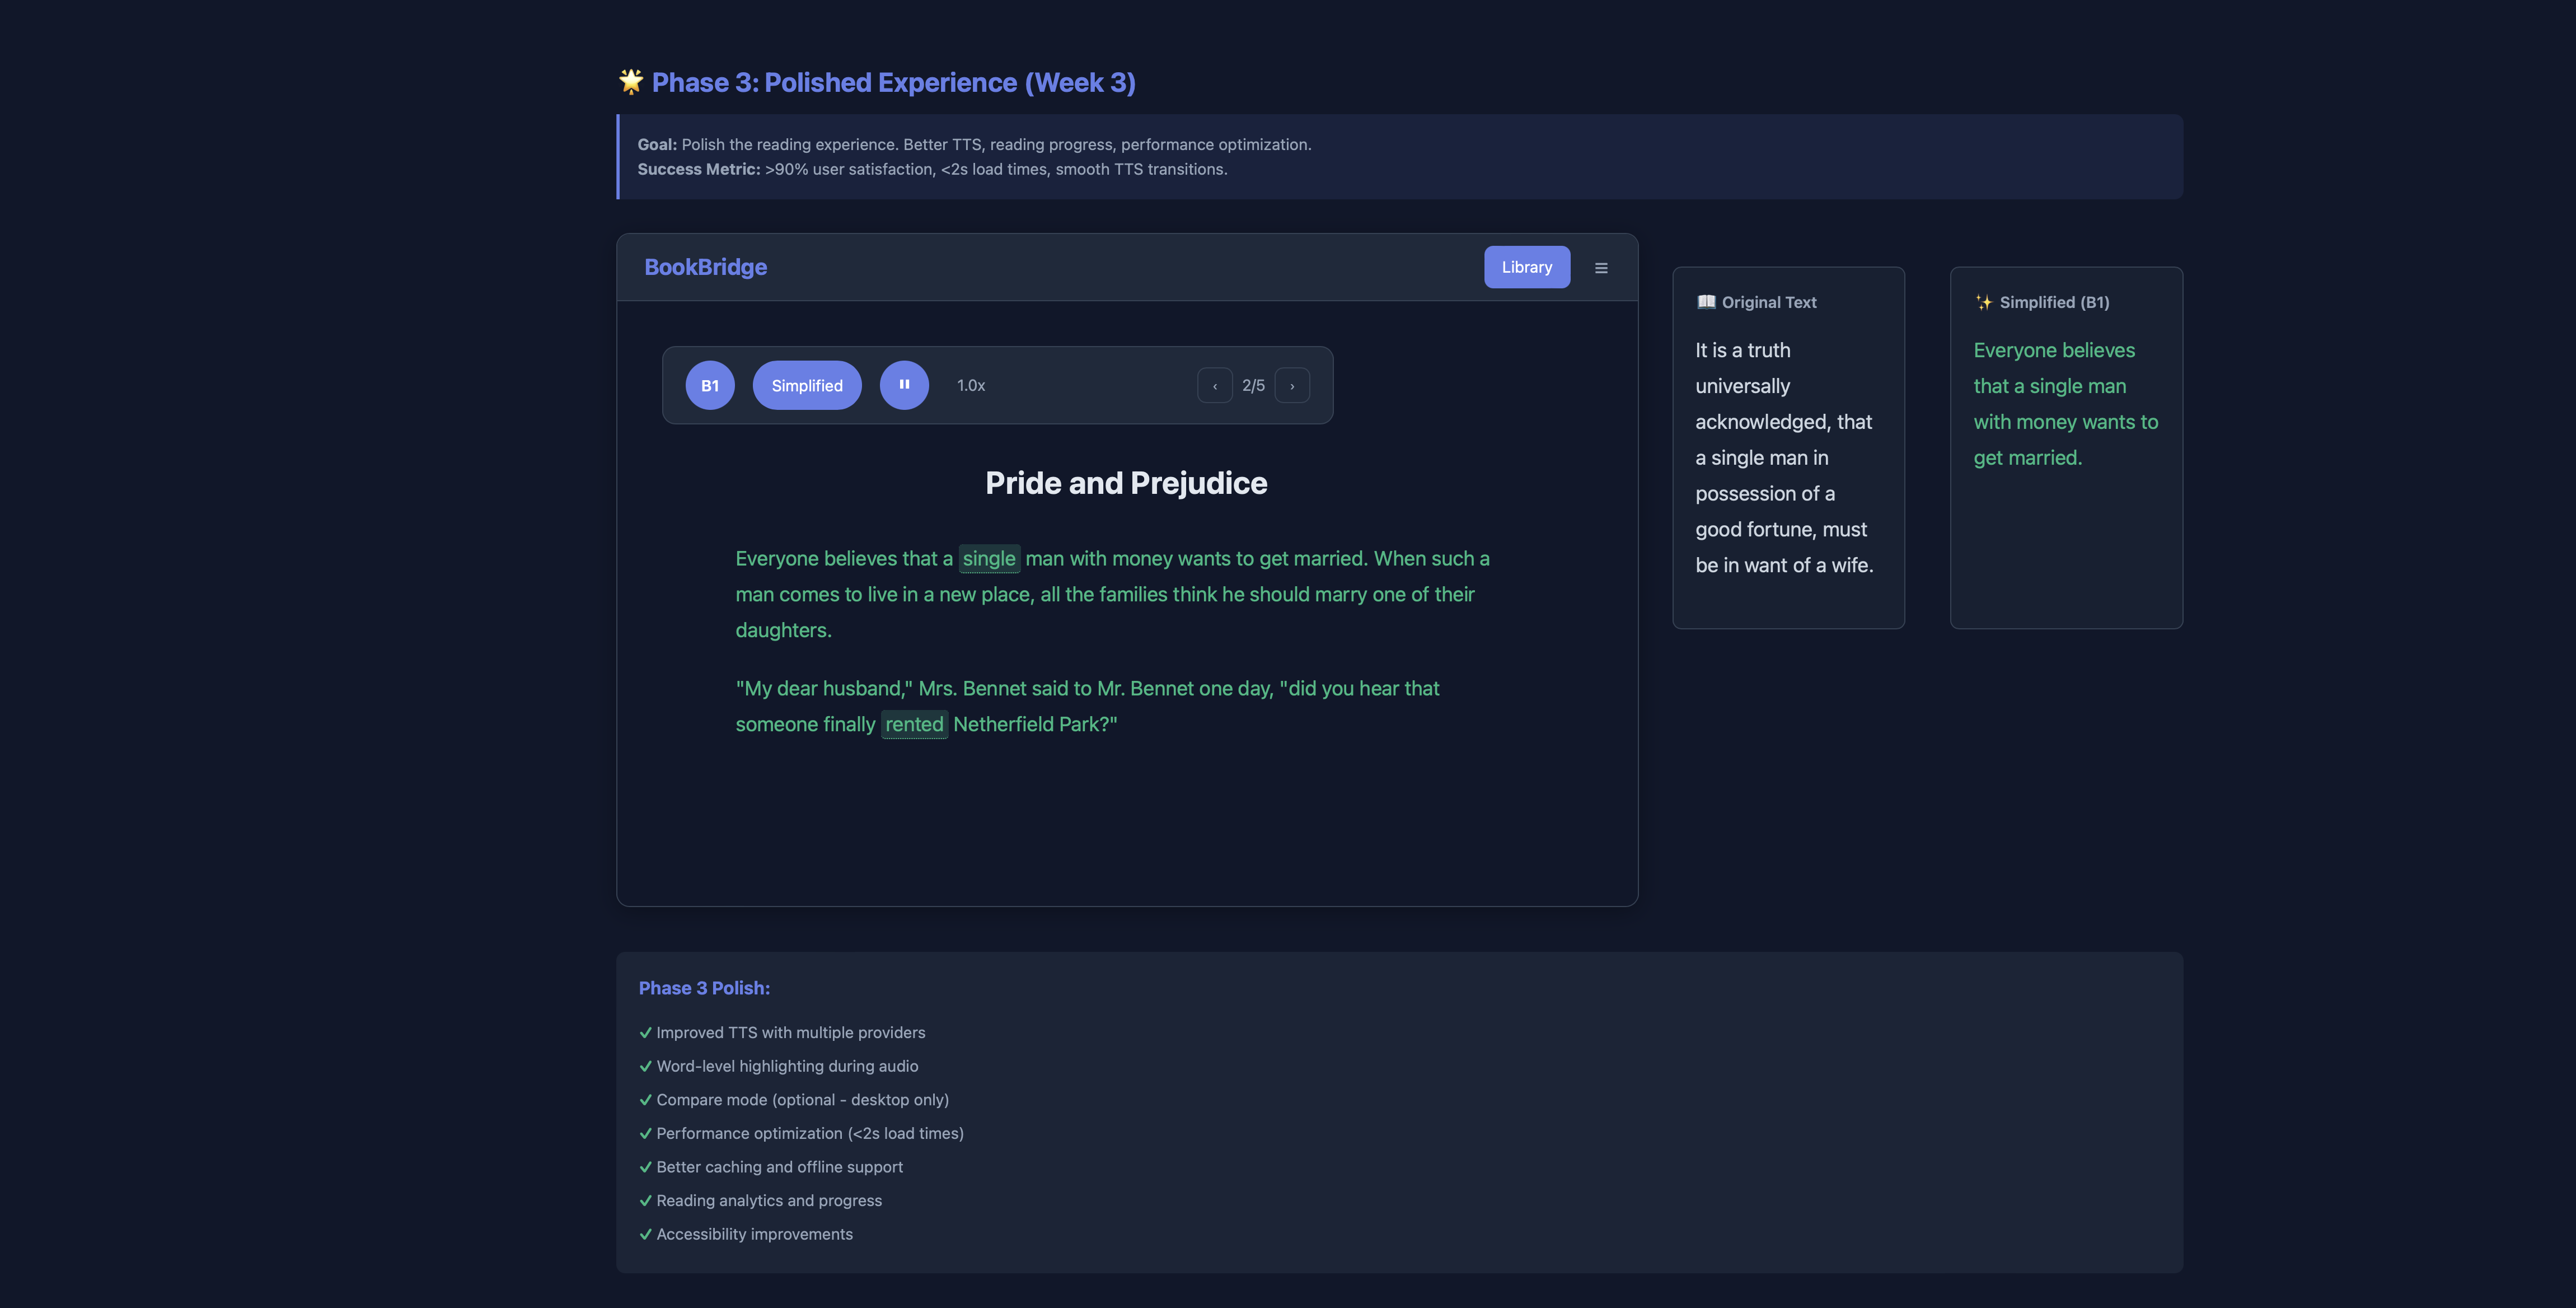 🌟 Phase 3: Polished Experience (Week 3)
Goal: Polish the reading experience. Better TTS, reading progress, performance optimization.
Success Metric: >90% user satisfaction, <2s load times, smooth TTS transitions.
BookBridge
Library
☰
B1
Simplified
⏸
1.0x
‹
2/5
›
Pride and Prejudice
Everyone believes that a single man with money wants to get married. When such a
man comes to live in a new place, all the families think he should marry one of their
daughters.
"My dear husband," Mrs. Bennet said to Mr. Bennet one day, "did you hear that
someone finally rented Netherfield Park?"
📖 Original Text
It is a truth
universally
acknowledged, that
a single man in
possession of a
good fortune, must
be in want of a wife.
✨ Simplified (B1)
Everyone believes
that a single man
with money wants to
get married.
Phase 3 Polish:
✓ Improved TTS with multiple providers
✓ Word-level highlighting during audio
✓ Compare mode (optional - desktop only)
✓ Performance optimization (<2s load times)
✓ Better caching and offline support
✓ Reading analytics and progress
✓ Accessibility improvements